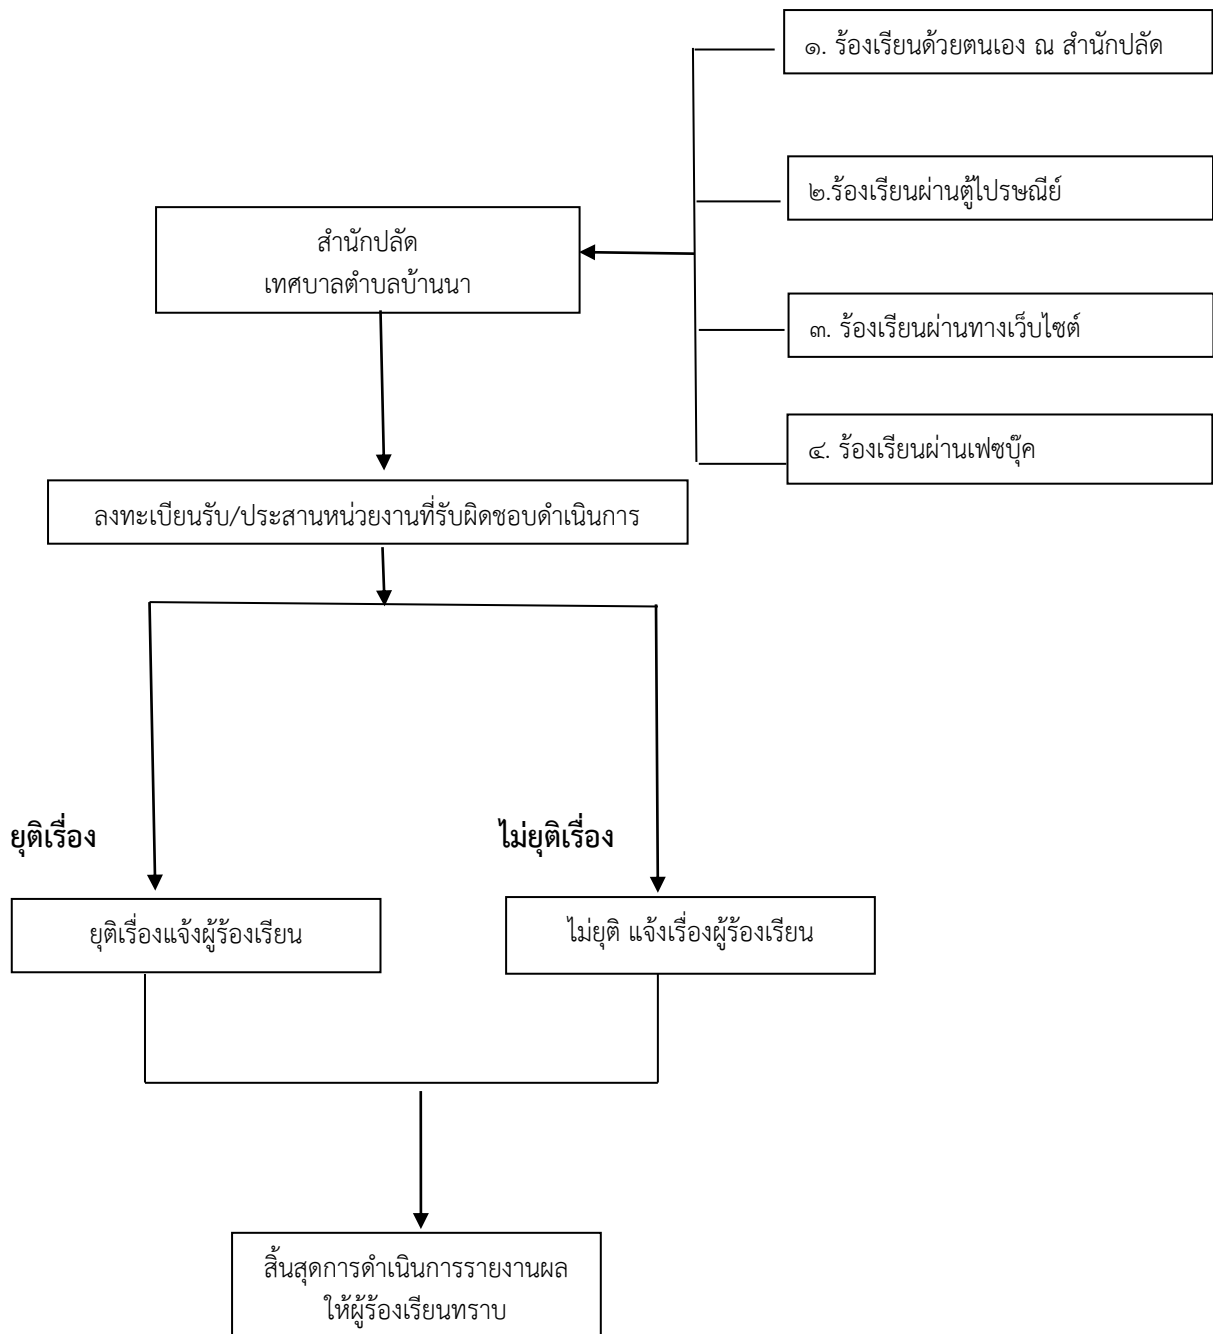 ๑. ร้องเรียนด้วยตนเอง ณ สำนักปลัด
๒.ร้องเรียนผ่านตู้ไปรษณีย์
สำนักปลัด
เทศบาลตำบลบ้านนา
๓. ร้องเรียนผ่านทางเว็บไซต์
๔. ร้องเรียนผ่านเฟซบุ๊ค
ลงทะเบียนรับ/ประสานหน่วยงานที่รับผิดชอบดำเนินการ
ยุติเรื่อง
ไม่ยุติเรื่อง
ยุติเรื่องแจ้งผู้ร้องเรียน
ไม่ยุติ แจ้งเรื่องผู้ร้องเรียน
สิ้นสุดการดำเนินการรายงานผล
ให้ผู้ร้องเรียนทราบ